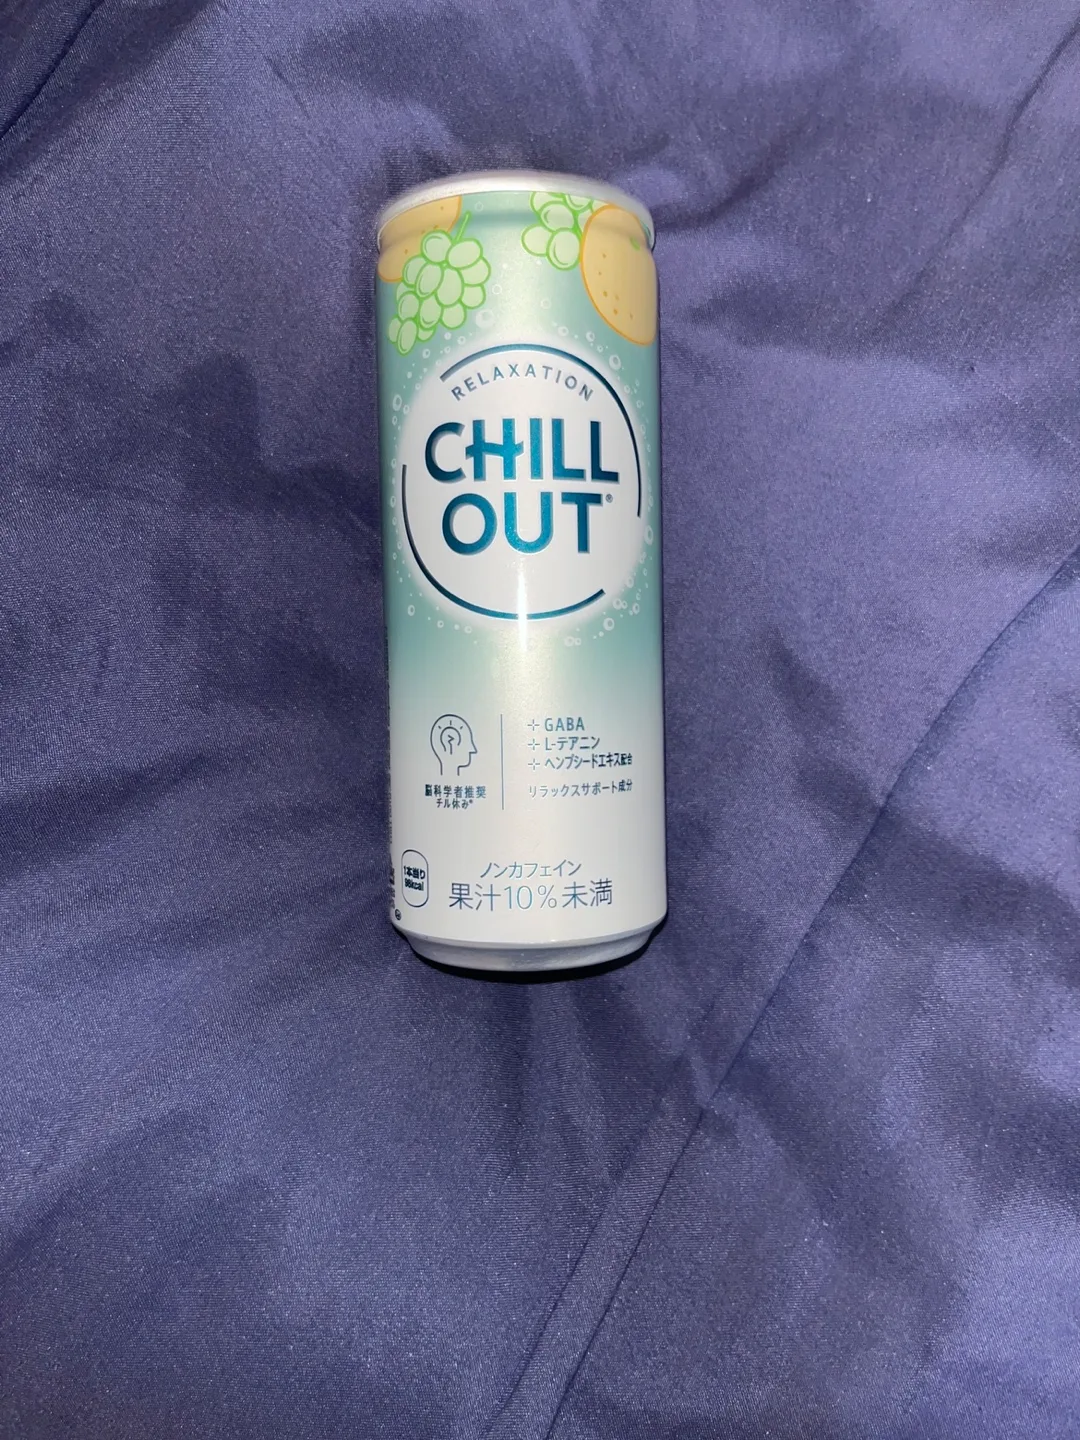 RELAXATION
CHILL
OUT®
GABA
L-テアニン
ヘンプシードエキス配合
リラックスサポート成分
脳科学者推奨
チル休み®
1本当り
98kcal
ノンカフェイン
果汁10%未満